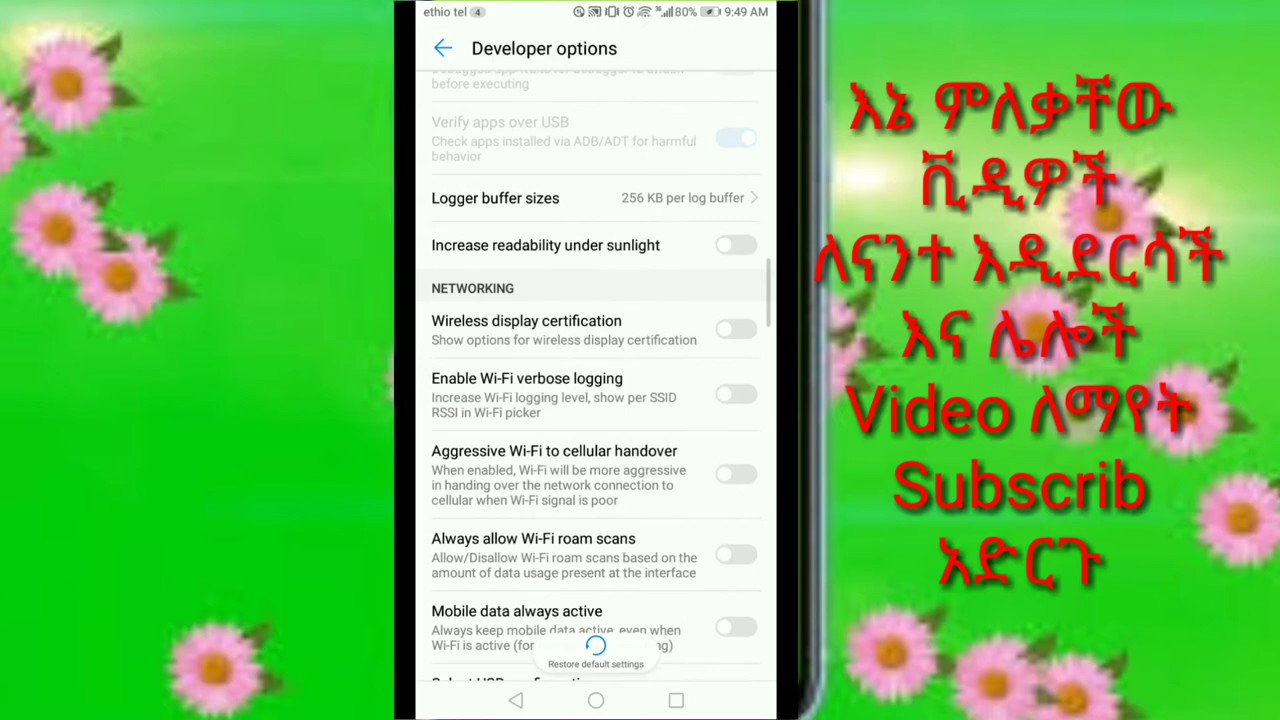 ethio tel 4 80% 9:49 AM
Developer options
before executing
Verify apps over USB
Check apps installed via ADB/ADT for harmful
behavior
Logger buffer sizes 256 KB per log buffer
Increase readability under sunlight
NETWORKING
Wireless display certification
Show options for wireless display certification
Enable Wi-Fi verbose logging
Increase Wi-Fi logging level, show per SSID
RSSI in Wi-Fi picker
Aggressive Wi-Fi to cellular handover
When enabled, Wi-Fi will be more aggressive
in handing over the network connection to
cellular when Wi-Fi signal is poor
Always allow Wi-Fi roam scans
Allow/Disallow Wi-Fi roam scans based on the
amount of data usage present at the interface
Mobile data always active
Always keep mobile data active, even when
Wi-Fi is active (for
Restore default settings
እኔ ምለቃቸው
ቪዲዎች
ለናንተ እዲደርሳች
እና ሌሎች
Video ለማየት
Subscrib
አድርጉ